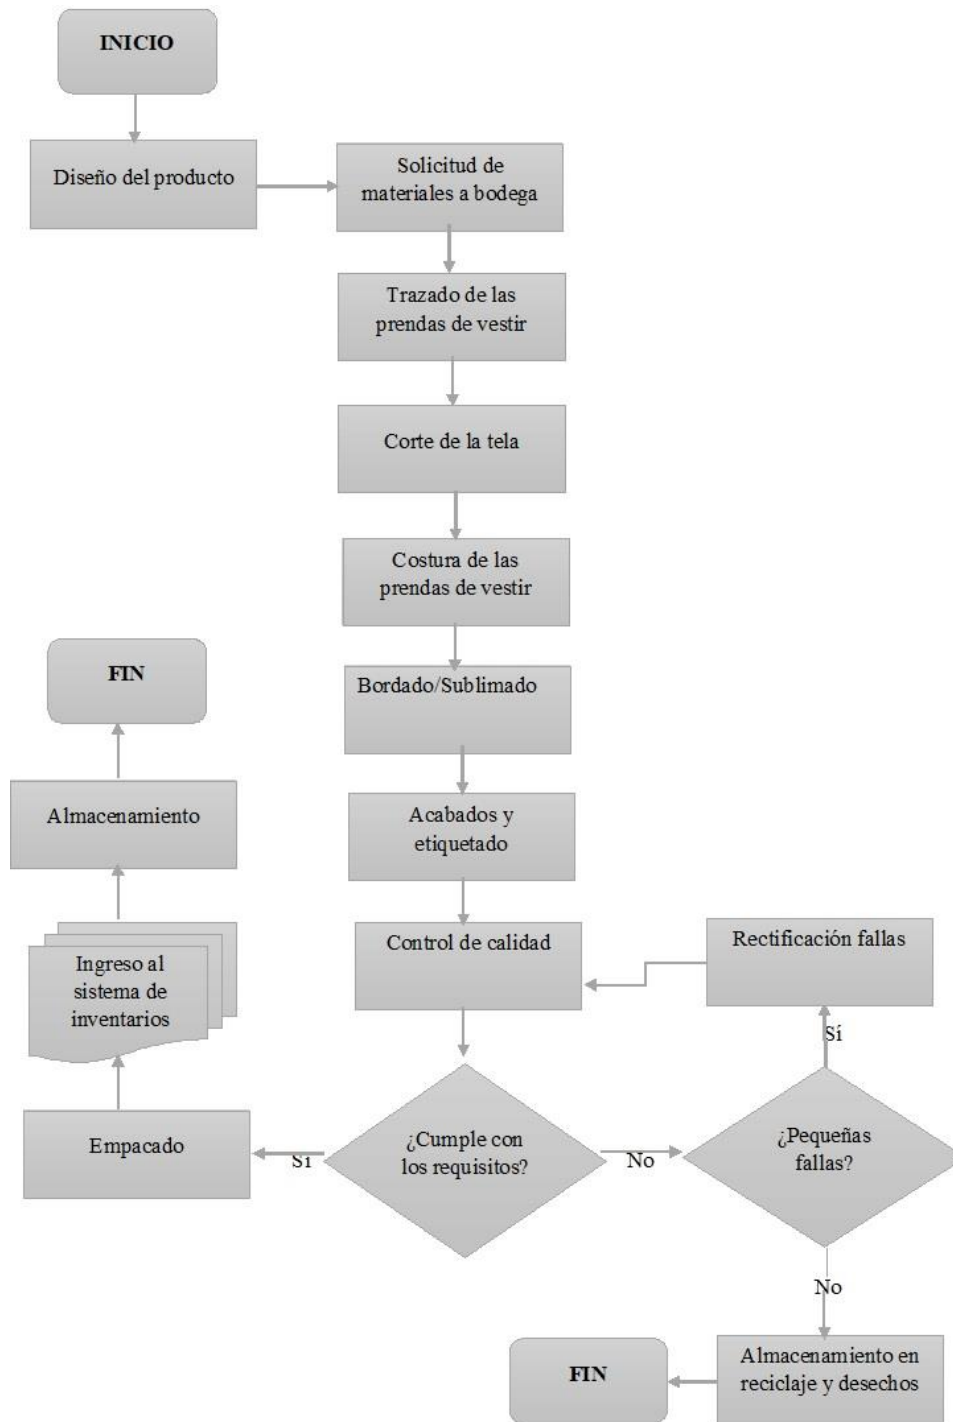 INICIO
Diseño del producto
Solicitud de
materiales a bodega
Trazado de las
prendas de vestir
Corte de la tela
Costura de las
prendas de vestir
Bordado/Sublimado
Acabados y
etiquetado
Control de calidad
Rectificación fallas
Sí
¿Cumple con
los requisitos?
No
¿Pequeñas
fallas?
No
Almacenamiento en
reciclaje y desechos
FIN
Sí
Empacado
Ingreso al
sistema de
inventarios
Almacenamiento
FIN